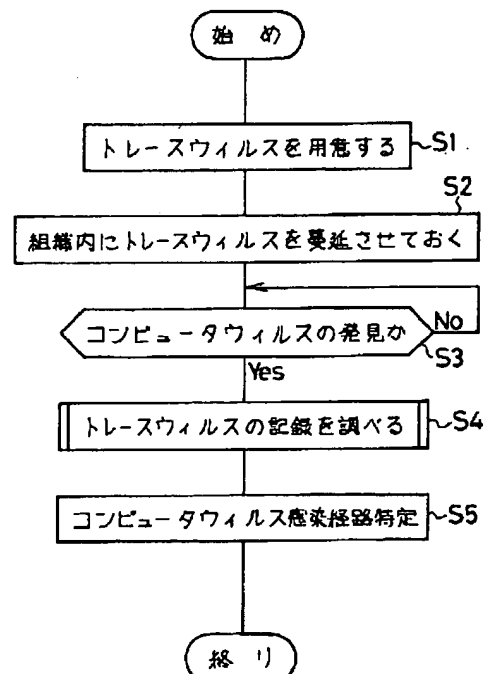 始め
トレースウィルスを用意する
S1
S2
組織内にトレースウィルスを蔓延させておく
コンピュータウィルスの発見か
No
S3
Yes
トレースウィルスの記録を調べる
S4
コンピュータウィルス感染経路特定
S5
終り